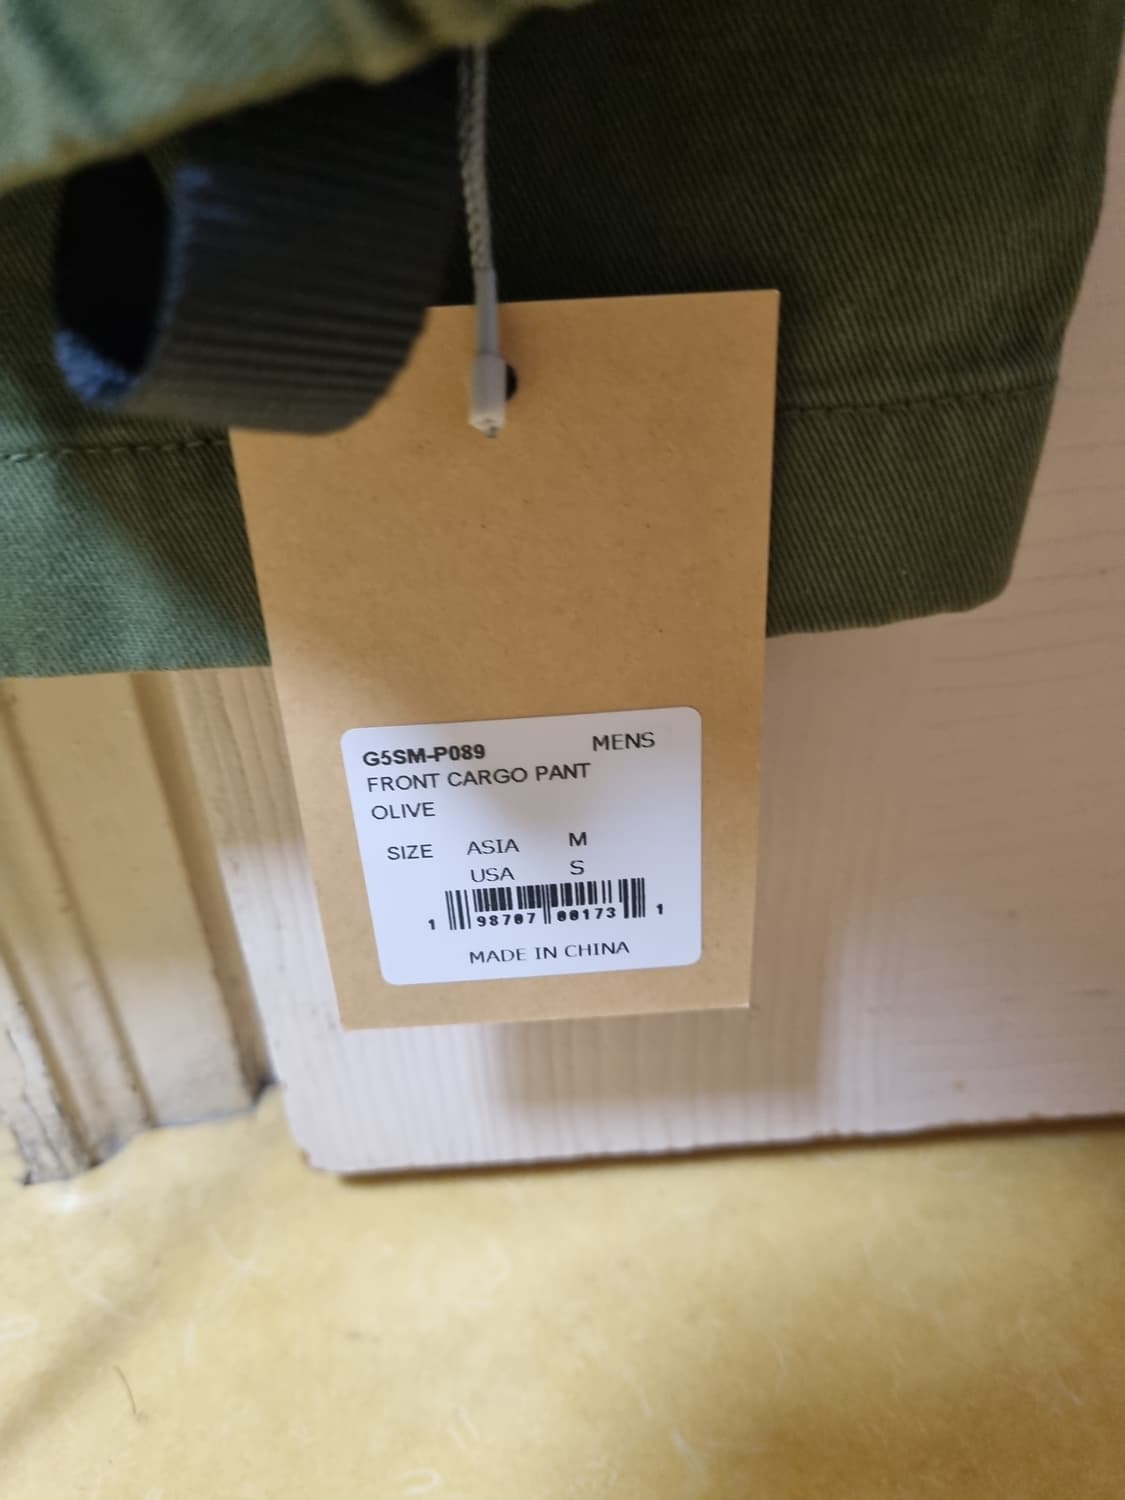 G5SM-P089 MENS
FRONT CARGO PANT
OLIVE
SIZE ASIA M
USA S
1 98707 00173 1
MADE IN CHINA